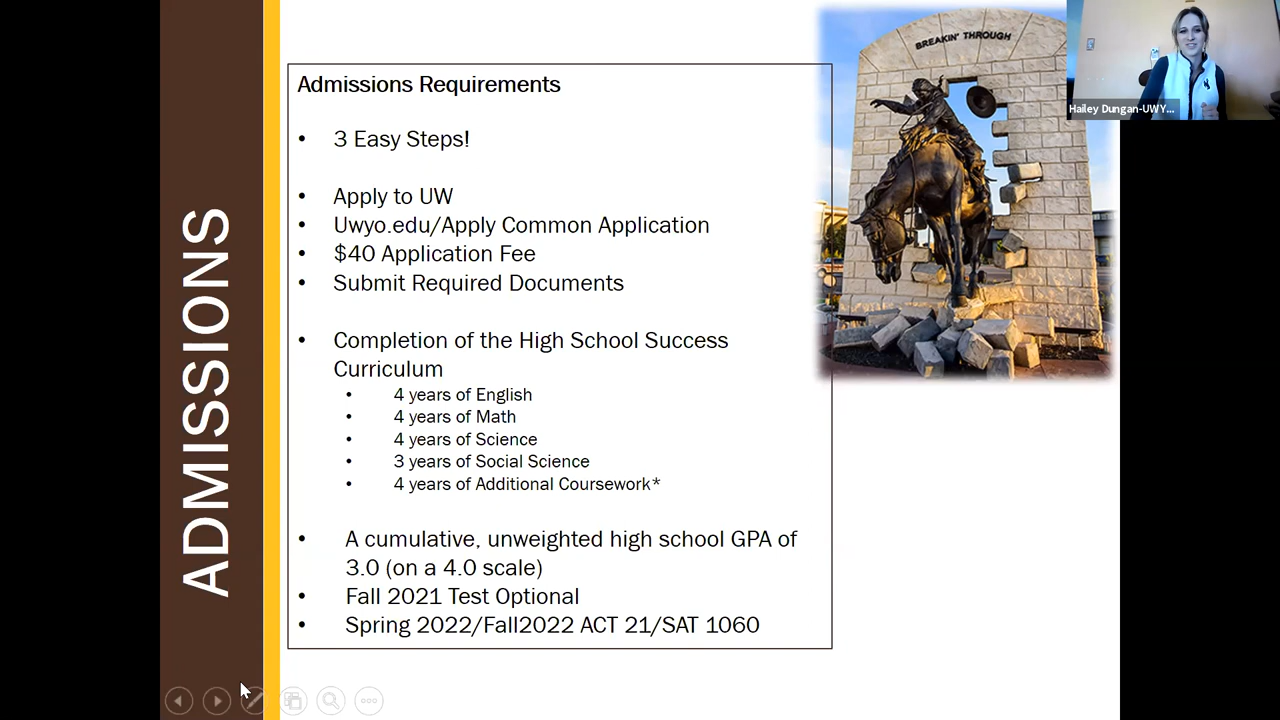 ADMISSIONS
Admissions Requirements
• 3 Easy Steps!
• Apply to UW
• Uwyo.edu/Apply Common Application
• $40 Application Fee
• Submit Required Documents
• Completion of the High School Success
Curriculum
• 4 years of English
• 4 years of Math
• 4 years of Science
• 3 years of Social Science
• 4 years of Additional Coursework*
• A cumulative, unweighted high school GPA of
3.0 (on a 4.0 scale)
• Fall 2021 Test Optional
• Spring 2022/Fall2022 ACT 21/SAT 1060
BREAKIN' THROUGH
Hailey Dungan-UWY...